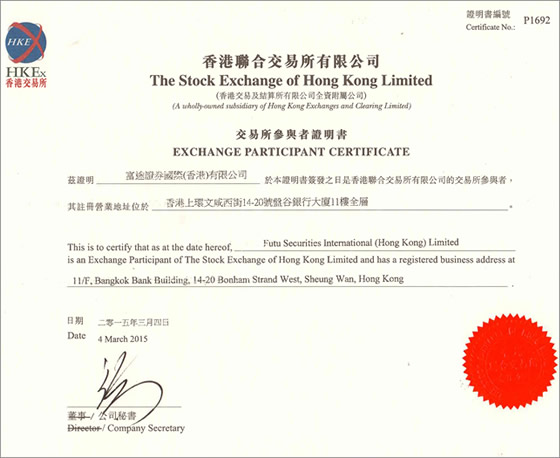 證明書編號
Certificate No.: P1692
HKEx
HKEx
香港交易所
香港聯合交易所有限公司
The Stock Exchange of Hong Kong Limited
(香港交易及結算所有限公司全資附屬公司)
(A wholly-owned subsidiary of Hong Kong Exchanges and Clearing Limited)
交易所參與者證明書
EXCHANGE PARTICIPANT CERTIFICATE
茲證明 富途證券國際(香港)有限公司 於本證明書簽發之日是香港聯合交易所有限公司的交易所參與者，
其註冊營業地址位於 香港上環文咸西街14-20號盤谷銀行大廈11樓全層
This is to certify that as at the date hereof, Futu Securities International (Hong Kong) Limited
is an Exchange Participant of The Stock Exchange of Hong Kong Limited and has a registered business address at
11/F, Bangkok Bank Building, 14-20 Bonham Strand West, Sheung Wan, Hong Kong
日期 二零一五年三月四日
Date 4 March 2015
董事 / 公司秘書
Director / Company Secretary